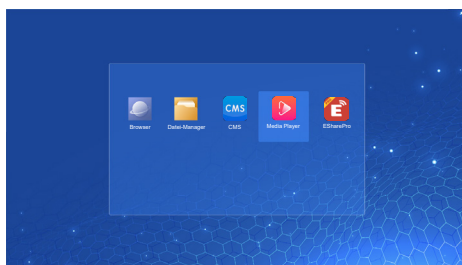 CMS
E
Browser
Datei-Manager
CMS
Media Player
ESharePro